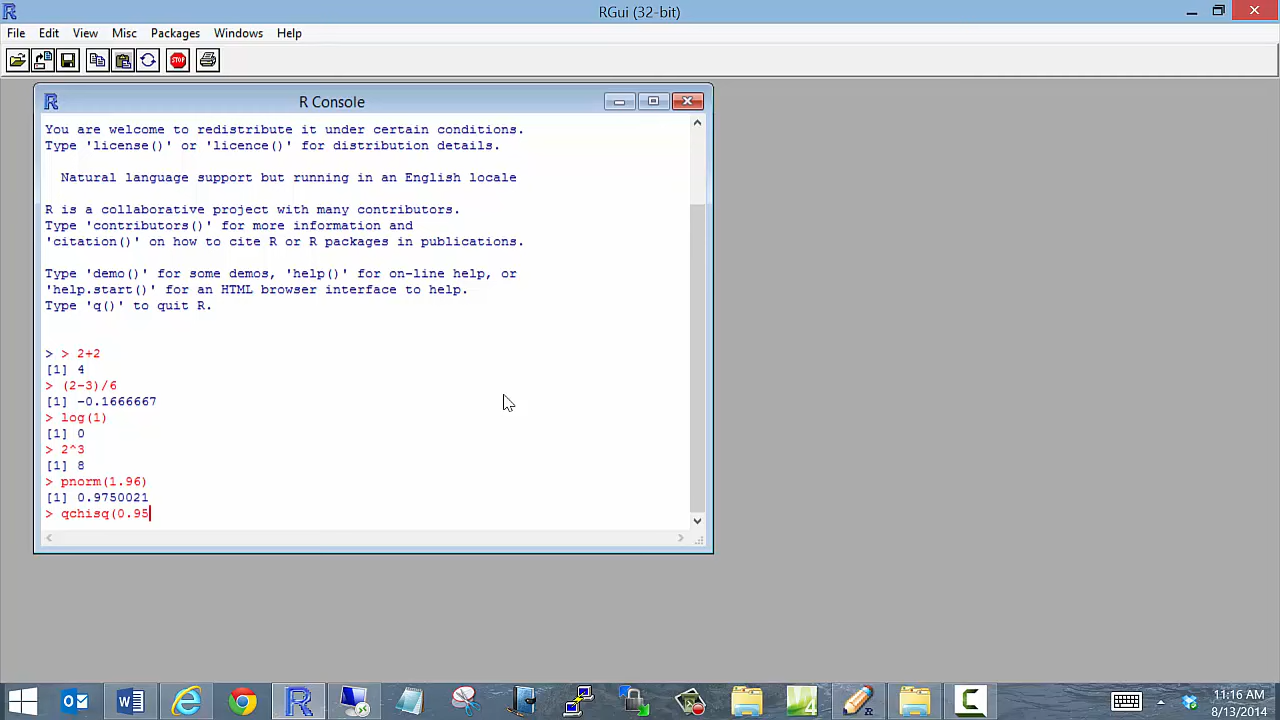 RGui (32-bit)
File Edit View Misc Packages Windows Help
STOP
R Console
You are welcome to redistribute it under certain conditions.
Type 'license()' or 'licence()' for distribution details.
Natural language support but running in an English locale
R is a collaborative project with many contributors.
Type 'contributors()' for more information and
'citation()' on how to cite R or R packages in publications.
Type 'demo()' for some demos, 'help()' for on-line help, or
'help.start()' for an HTML browser interface to help.
Type 'q()' to quit R.
> > 2+2
[1] 4
> (2-3)/6
[1] -0.1666667
> log(1)
[1] 0
> 2^3
[1] 8
> pnorm(1.96)
[1] 0.9750021
> qchisq(0.95
11:16 AM
8/13/2014